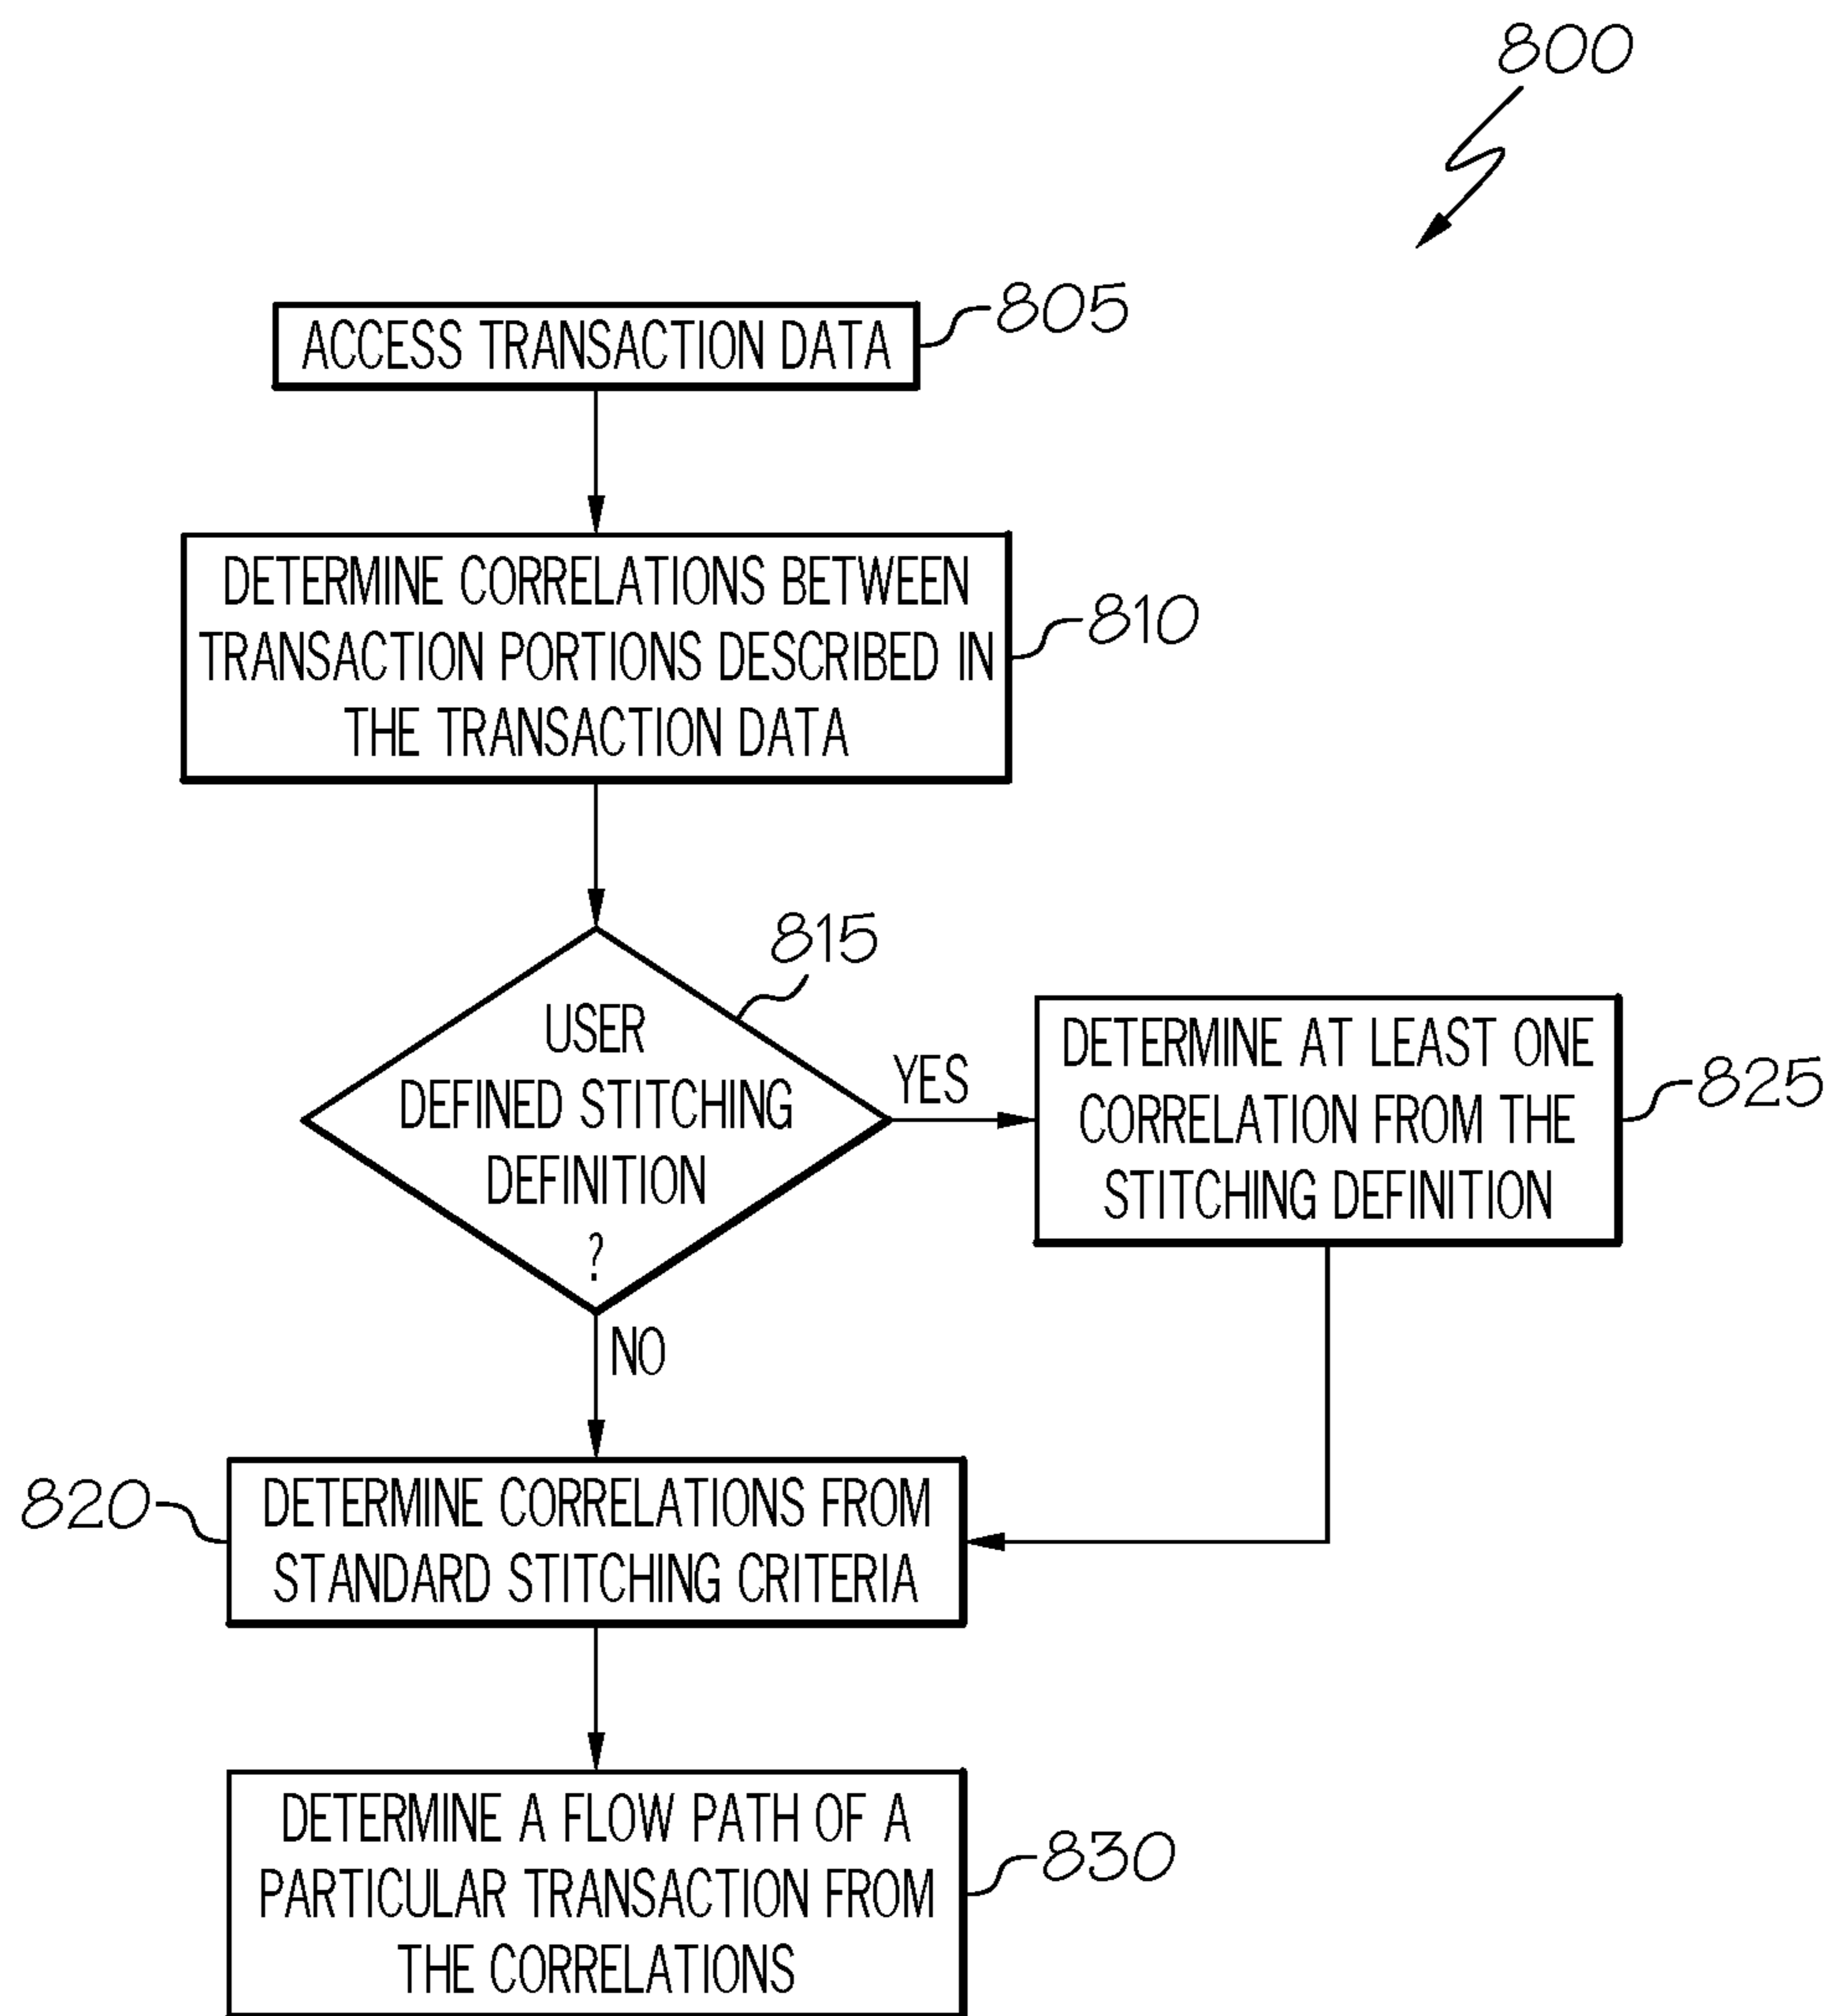 800
ACCESS TRANSACTION DATA
805
DETERMINE CORRELATIONS BETWEEN
TRANSACTION PORTIONS DESCRIBED IN
THE TRANSACTION DATA
810
815
USER
DEFINED STITCHING
DEFINITION
?
YES
DETERMINE AT LEAST ONE
CORRELATION FROM THE
STITCHING DEFINITION
825
NO
820
DETERMINE CORRELATIONS FROM
STANDARD STITCHING CRITERIA
DETERMINE A FLOW PATH OF A
PARTICULAR TRANSACTION FROM
THE CORRELATIONS
830